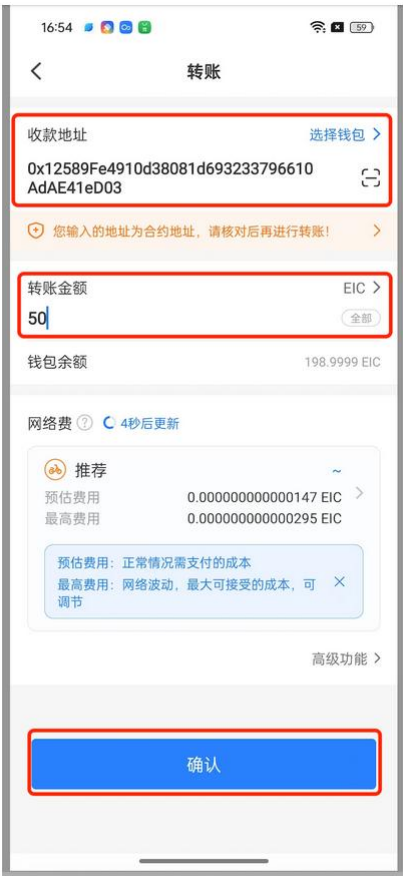 16:54
59
转账
收款地址
选择钱包
0x12589Fe4910d38081d693233796610
AdAE41eD03
您输入的地址为合约地址，请核对后再进行转账！
转账金额
EIC
50
全部
钱包余额
198.9999 EIC
网络费
4秒后更新
推荐
~
预估费用
0.000000000000147 EIC
最高费用
0.000000000000295 EIC
预估费用：正常情况需支付的成本
最高费用：网络波动，最大可接受的成本，可
调节
高级功能
确认